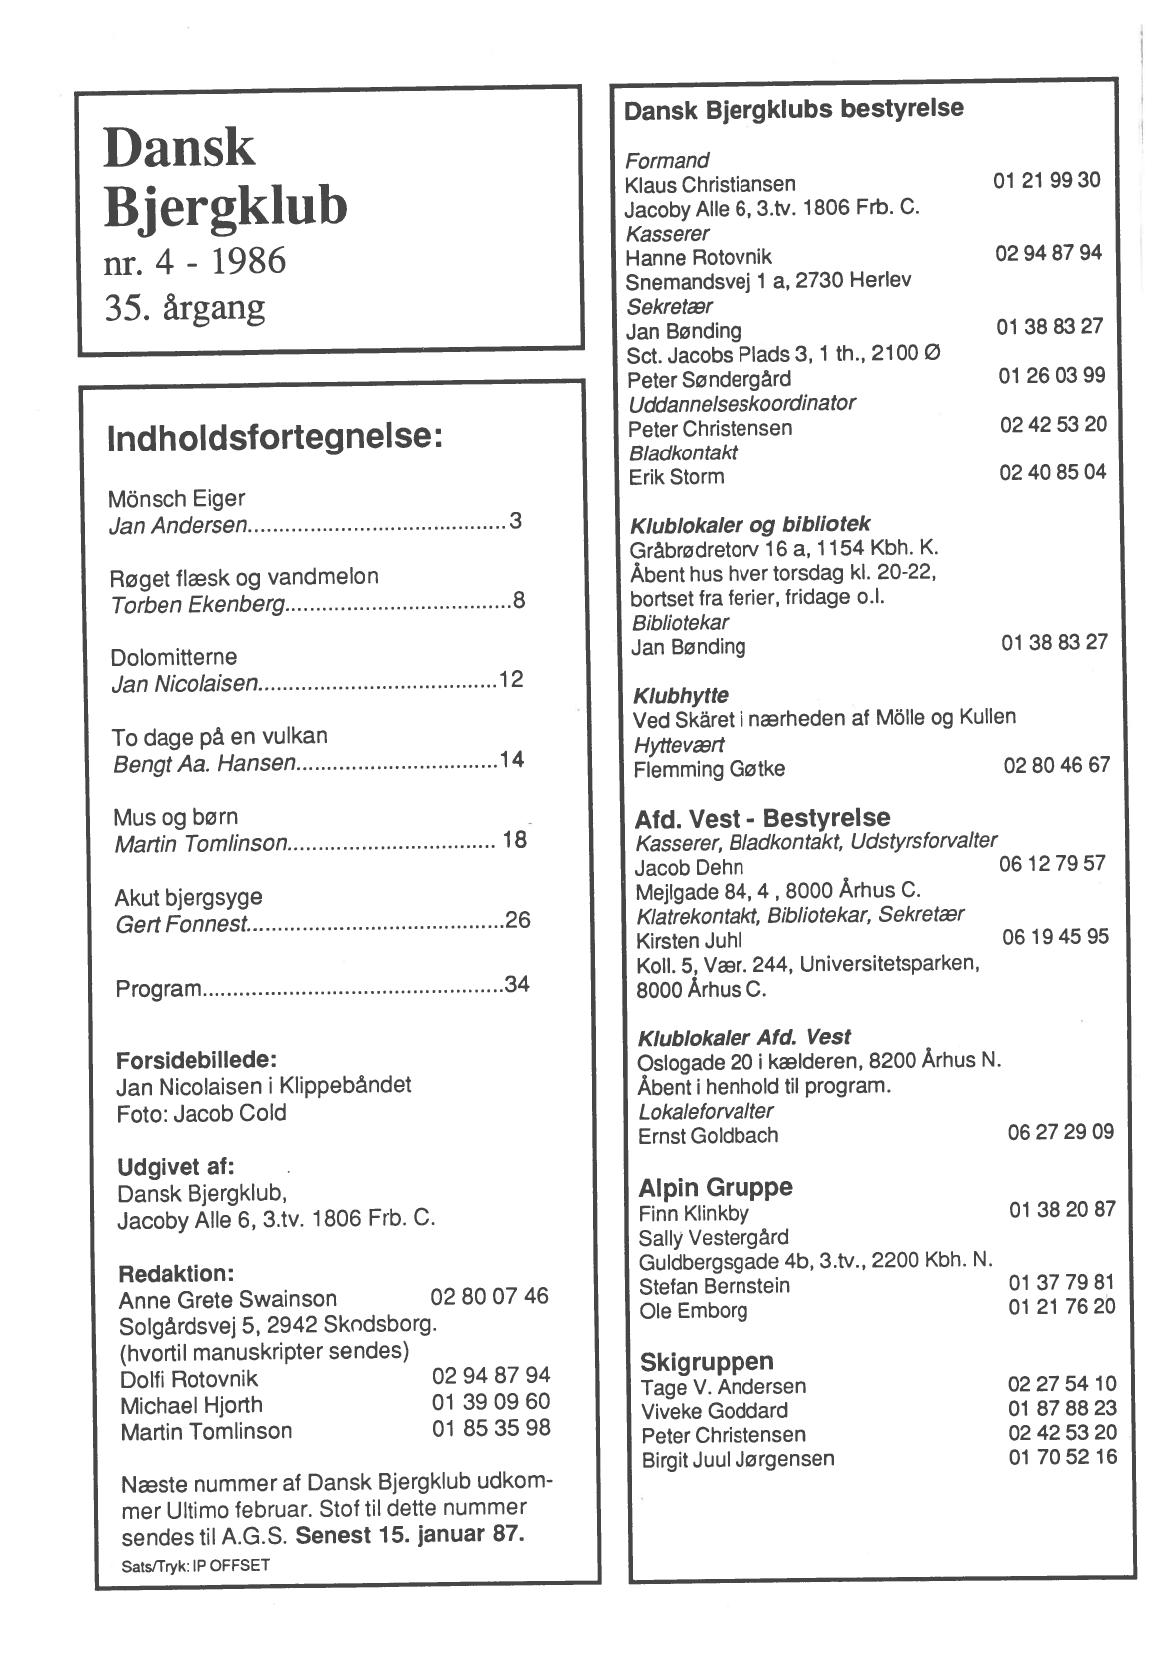 Dansk
Bjergklub
nr. 4 - 1986
35. årgang
Indholdsfortegnelse:
Mönsch Eiger
Jan Andersen..........................................3
Røget flæsk og vandmelon
Torben Ekenberg.....................................8
Dolomitterne
Jan Nicolaisen.......................................12
To dage på en vulkan
Bengt Aa. Hansen.................................14
Mus og børn
Martin Tomlinson.................................. 18
Akut bjergsyge
Gert Fonnest..........................................26
Program.................................................34
Forsidebillede:
Jan Nicolaisen i Klippebåndet
Foto: Jacob Cold
Udgivet af:
Dansk Bjergklub,
Jacoby Alle 6, 3.tv. 1806 Frb. C.
Redaktion:
Anne Grete Swainson 02 80 07 46
Solgårdsvej 5, 2942 Skodsborg.
(hvortil manuskripter sendes)
Dolfi Rotovnik 02 94 87 94
Michael Hjorth 01 39 09 60
Martin Tomlinson 01 85 35 98
Næste nummer af Dansk Bjergklub udkom-
mer Ultimo februar. Stof til dette nummer
sendes til A.G.S. Senest 15. januar 87.
Sats/Tryk: IP OFFSET
Dansk Bjergklubs bestyrelse
Formand
Klaus Christiansen 01 21 99 30
Jacoby Alle 6, 3.tv. 1806 Frb. C.
Kasserer
Hanne Rotovnik 02 94 87 94
Snemandsvej 1 a, 2730 Herlev
Sekretær
Jan Bønding 01 38 83 27
Sct. Jacobs Plads 3, 1 th., 2100 Ø
Peter Søndergård 01 26 03 99
Uddannelseskoordinator
Peter Christensen 02 42 53 20
Bladkontakt
Erik Storm 02 40 85 04
Klublokaler og bibliotek
Gråbrødretorv 16 a, 1154 Kbh. K.
Åbent hus hver torsdag kl. 20-22,
bortset fra ferier, fridage o.l.
Bibliotekar
Jan Bønding 01 38 83 27
Klubhytte
Ved Skäret i nærheden af Mölle og Kullen
Hyttevært
Flemming Gøtke 02 80 46 67
Afd. Vest - Bestyrelse
Kasserer, Bladkontakt, Udstyrsforvalter
Jacob Dehn 06 12 79 57
Mejlgade 84, 4 , 8000 Århus C.
Klatrekontakt, Bibliotekar, Sekretær
Kirsten Juhl 06 19 45 95
Koll. 5, Vær. 244, Universitetsparken,
8000 Århus C.
Klublokaler Afd. Vest
Oslogade 20 i kælderen, 8200 Århus N.
Åbent i henhold til program.
Lokaleforvalter
Ernst Goldbach 06 27 29 09
Alpin Gruppe
Finn Klinkby 01 38 20 87
Sally Vestergård
Guldbergsgade 4b, 3.tv., 2200 Kbh. N.
Stefan Bernstein 01 37 79 81
Ole Emborg 01 21 76 20
Skigruppen
Tage V. Andersen 02 27 54 10
Viveke Goddard 01 87 88 23
Peter Christensen 02 42 53 20
Birgit Juul Jørgensen 01 70 52 16